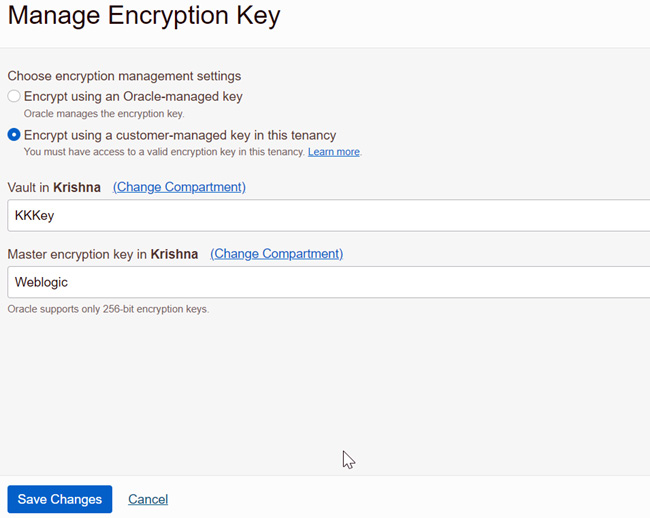 Manage Encryption Key
Choose encryption management settings
Encrypt using an Oracle-managed key
Oracle manages the encryption key.
Encrypt using a customer-managed key in this tenancy
You must have access to a valid encryption key in this tenancy. Learn more.
Vault in Krishna (Change Compartment)
KKKey
Master encryption key in Krishna (Change Compartment)
Weblogic
Oracle supports only 256-bit encryption keys.
Save Changes Cancel